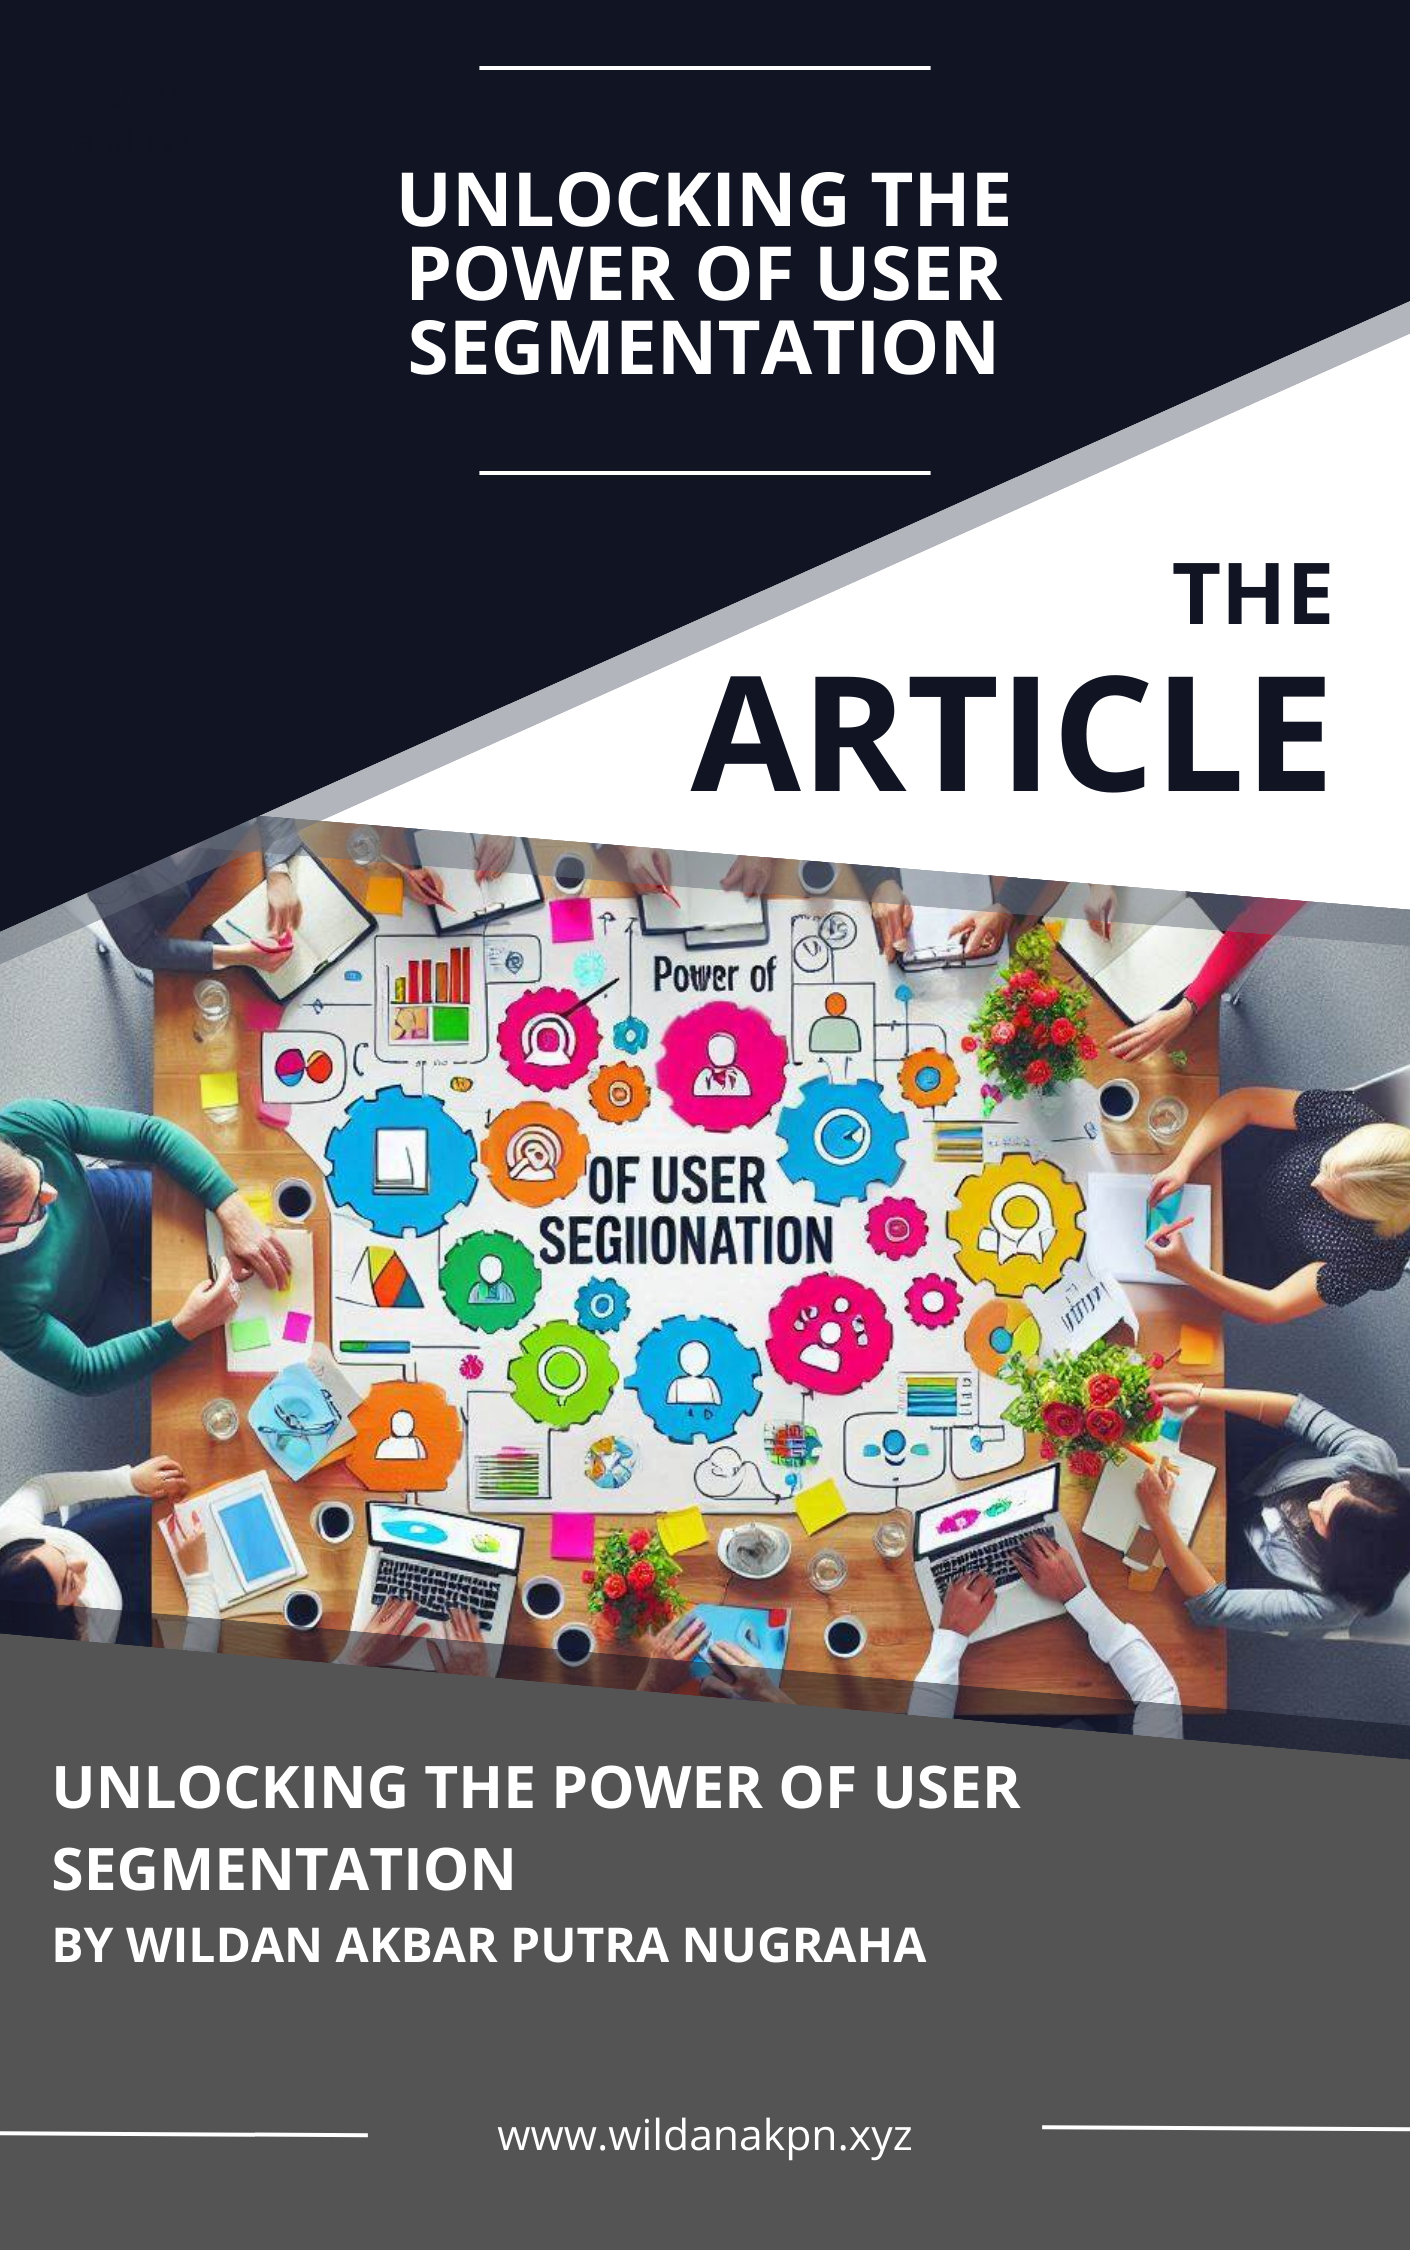 UNLOCKING THE
POWER OF USER
SEGMENTATION
THE
ARTICLE
Power of
OF USER
SEGIIONATION
UNLOCKING THE POWER OF USER
SEGMENTATION
BY WILDAN AKBAR PUTRA NUGRAHA
www.wildanakpn.xyz